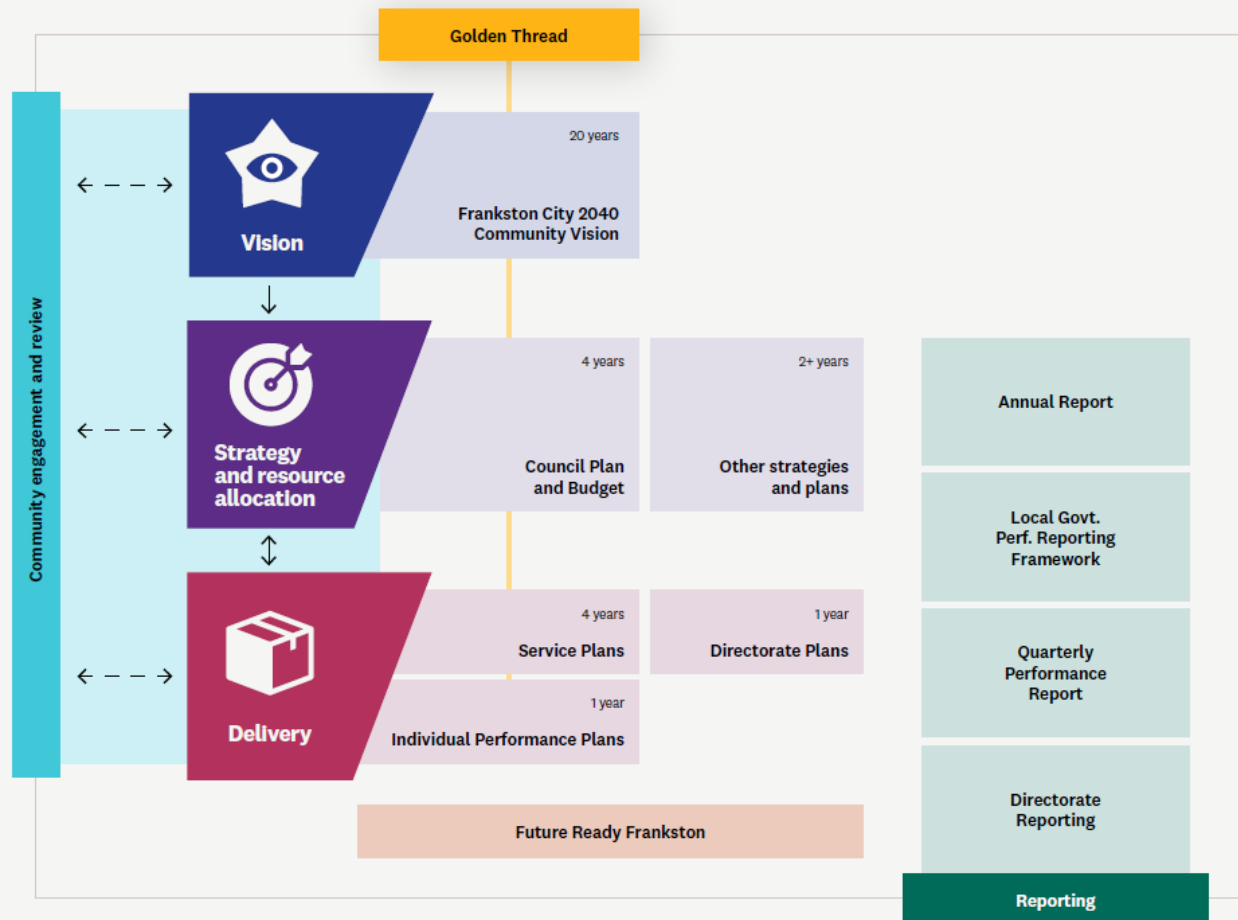 Golden Thread
Community engagement and review
Vision
20 years
Frankston City 2040
Community Vision
Strategy
and resource
allocation
4 years
Council Plan
and Budget
2+ years
Other strategies
and plans
Delivery
4 years
Service Plans
1 year
Directorate Plans
1 year
Individual Performance Plans
Future Ready Frankston
Annual Report
Local Govt.
Perf. Reporting
Framework
Quarterly
Performance
Report
Directorate
Reporting
Reporting